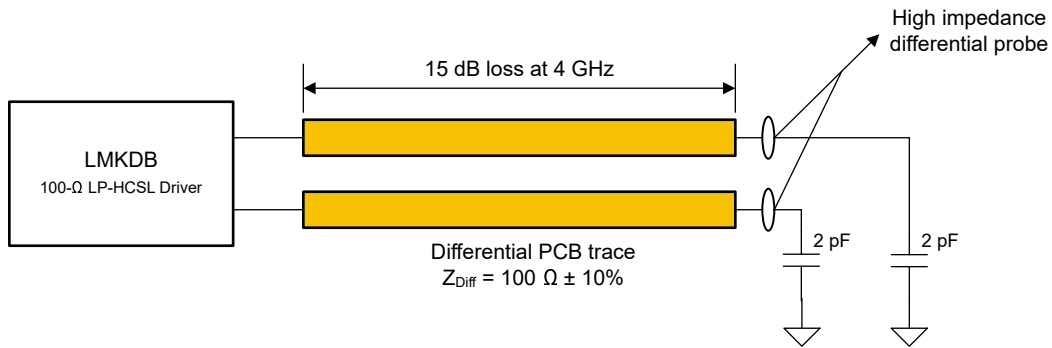 High impedance
differential probe
15 dB loss at 4 GHz
LMKDB
100-Ω LP-HCSL Driver
Differential PCB trace
ZDiff = 100 Ω ± 10%
2 pF
2 pF